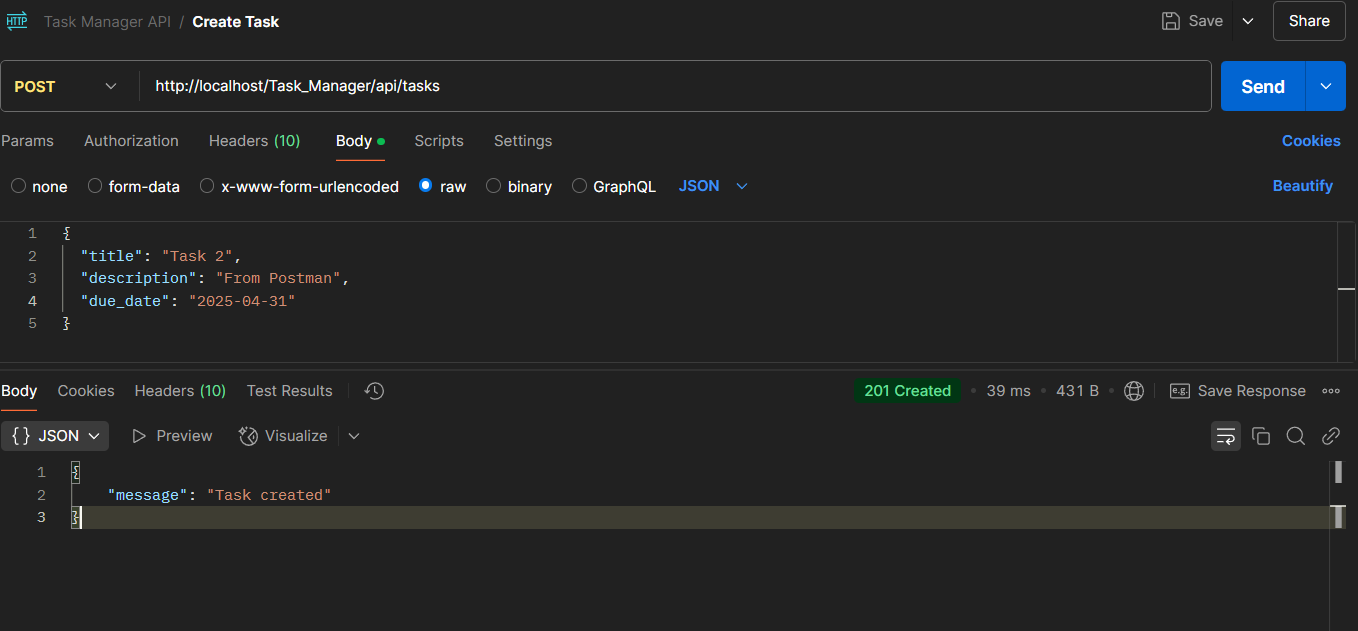 HTTP Task Manager API / Create Task Save Share
POST http://localhost/Task_Manager/api/tasks Send
Params Authorization Headers (10) Body Scripts Settings Cookies
none form-data x-www-form-urlencoded raw binary GraphQL JSON Beautify
1 {
2 "title": "Task 2",
3 "description": "From Postman",
4 "due_date": "2025-04-31"
5 }
Body Cookies Headers (10) Test Results 201 Created • 39 ms • 431 B • e.g. Save Response
{} JSON Preview Visualize
1 {
2 "message": "Task created"
3 }